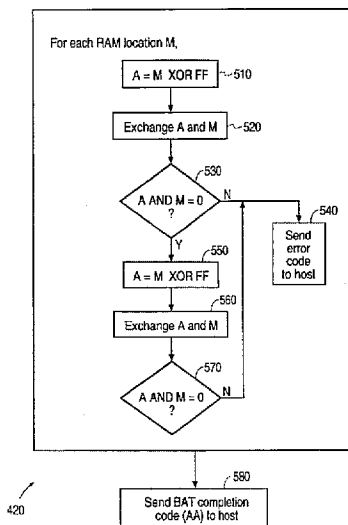 For each RAM location M,
A = M XOR FF
510
Exchange A and M
520
530
A AND M = 0
?
N
Y
540
Send
error
code
to host
550
A = M XOR FF
560
Exchange A and M
570
A AND M = 0
?
N
580
Send BAT completion
code (AA) to host
420